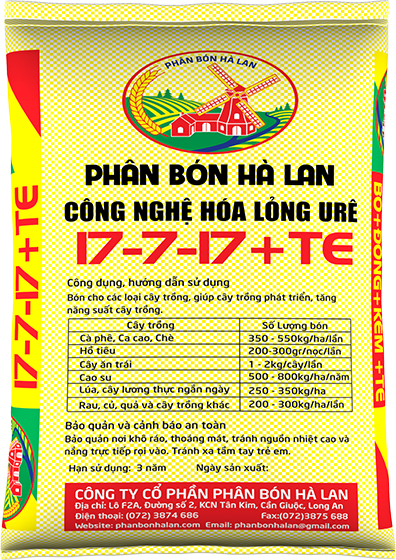 PHÂN BÓN HÀ LAN
PHÂN BÓN HÀ LAN
CÔNG NGHỆ HÓA LỎNG URÊ
17-7-17+TE
17-7-17+TE
BO+ĐỒNG+KẼM+TE
Công dụng, hướng dẫn sử dụng
Bón cho các loại cây trồng, giúp cây trồng phát triển, tăng
năng suất cây trồng.
Cây trồng Số Lượng bón
Cà phê, Ca cao, Chè 350 - 550kg/ha/lần
Hồ tiêu 200-300gr/nọc/lần
Cây ăn trái 1 - 2kg/cây/lần
Cao su 500 - 800kg/ha/năm
Lúa, cây lương thực ngắn ngày 250 - 350kg/ha
Rau, củ, quả và cây trồng khác 200 - 300kg/ha/lần
Bảo quản và cảnh báo an toàn
Bảo quản nơi khô ráo, thoáng mát, tránh nguồn nhiệt cao và
nắng trực tiếp rọi vào. Tránh xa tầm tay trẻ em.
Hạn sử dụng: 3 năm Ngày sản xuất:
CÔNG TY CỔ PHẦN PHÂN BÓN HÀ LAN
Địa chỉ: Lô F2A, Đường số 2, KCN Tân Kim, Cần Giuộc, Long An
Điện thoại: (072) 3874 686 Fax:(072)3875 688
Website: phanbonhalan.com Email: phanbonhalan@gmail.com